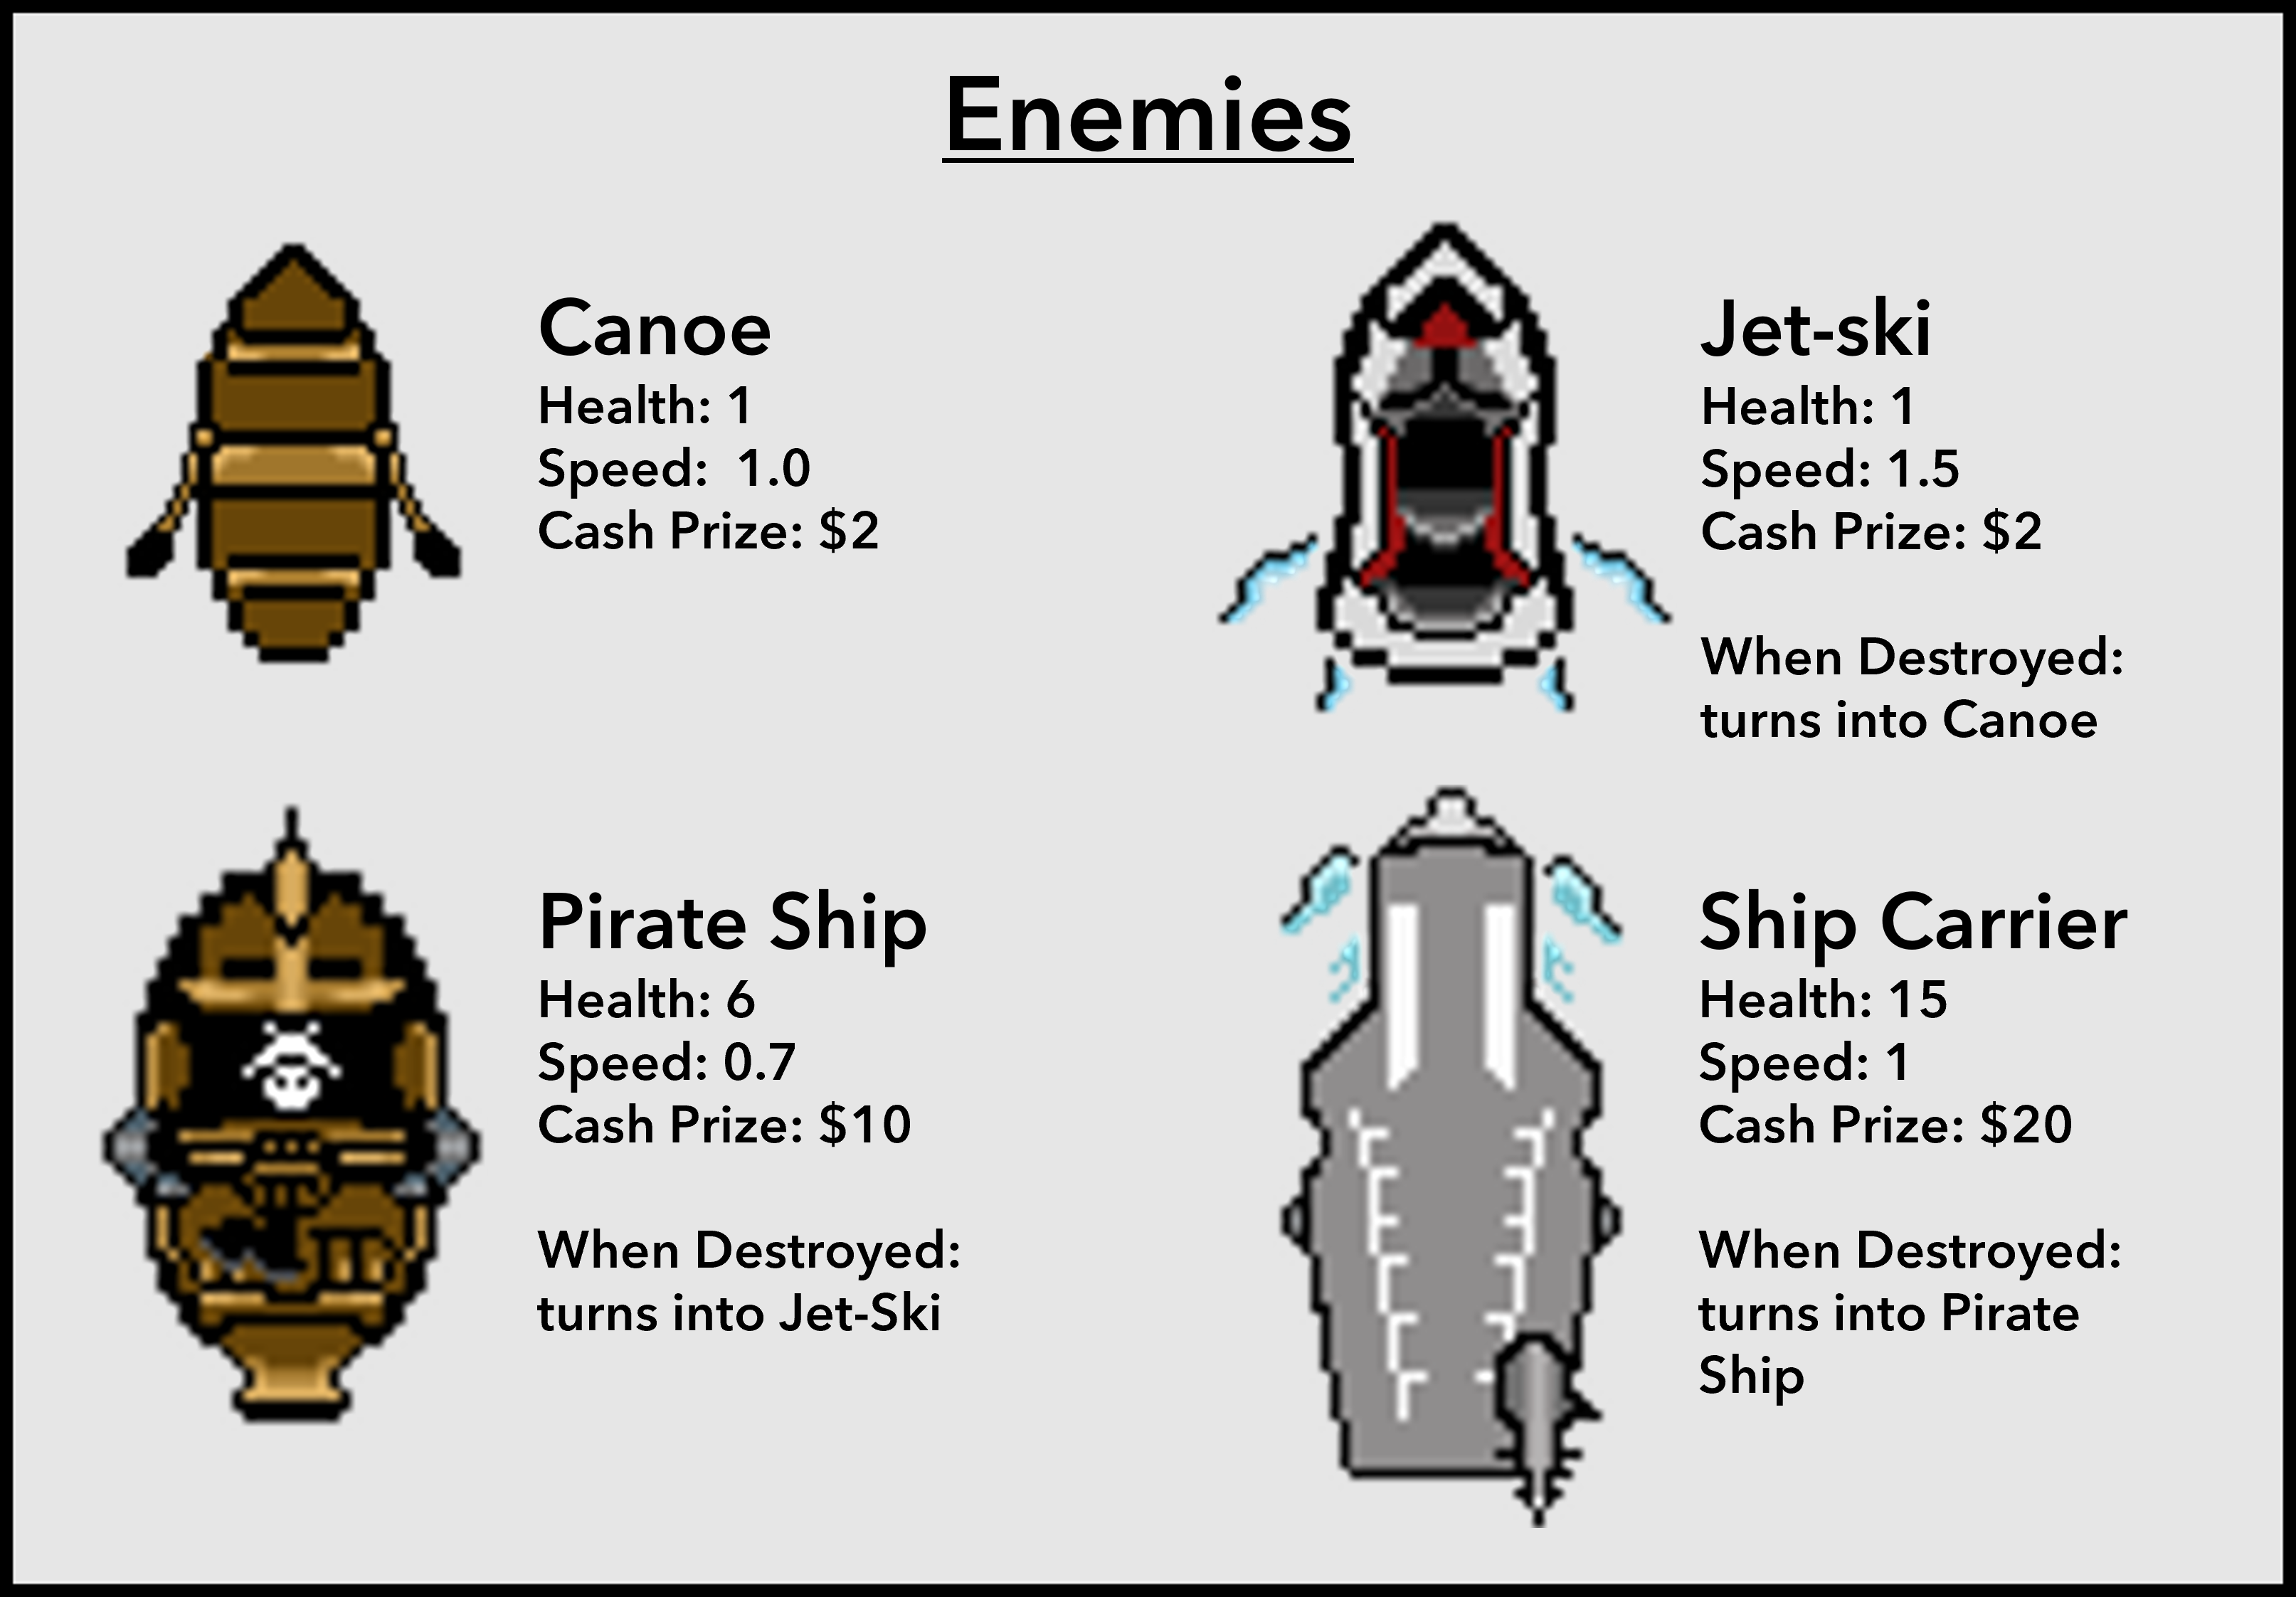 Enemies
Canoe
Health: 1
Speed:  1.0
Cash Prize: $2
Jet-ski
Health: 1
Speed: 1.5
Cash Prize: $2
When Destroyed:
turns into Canoe
Pirate Ship
Health: 6
Speed: 0.7
Cash Prize: $10
When Destroyed:
turns into Jet-Ski
Ship Carrier
Health: 15
Speed: 1
Cash Prize: $20
When Destroyed:
turns into Pirate
Ship